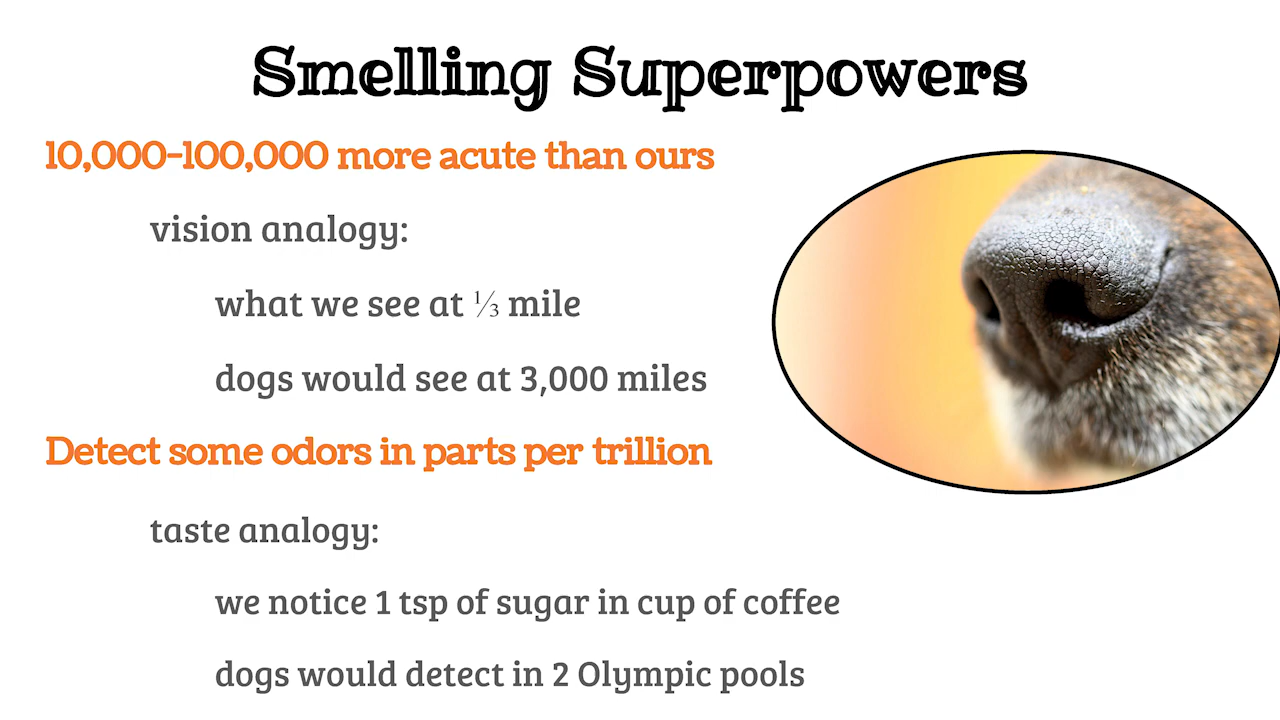 Smelling Superpowers
10,000-100,000 more acute than ours
vision analogy:
what we see at ⅓ mile
dogs would see at 3,000 miles
Detect some odors in parts per trillion
taste analogy:
we notice 1 tsp of sugar in cup of coffee
dogs would detect in 2 Olympic pools